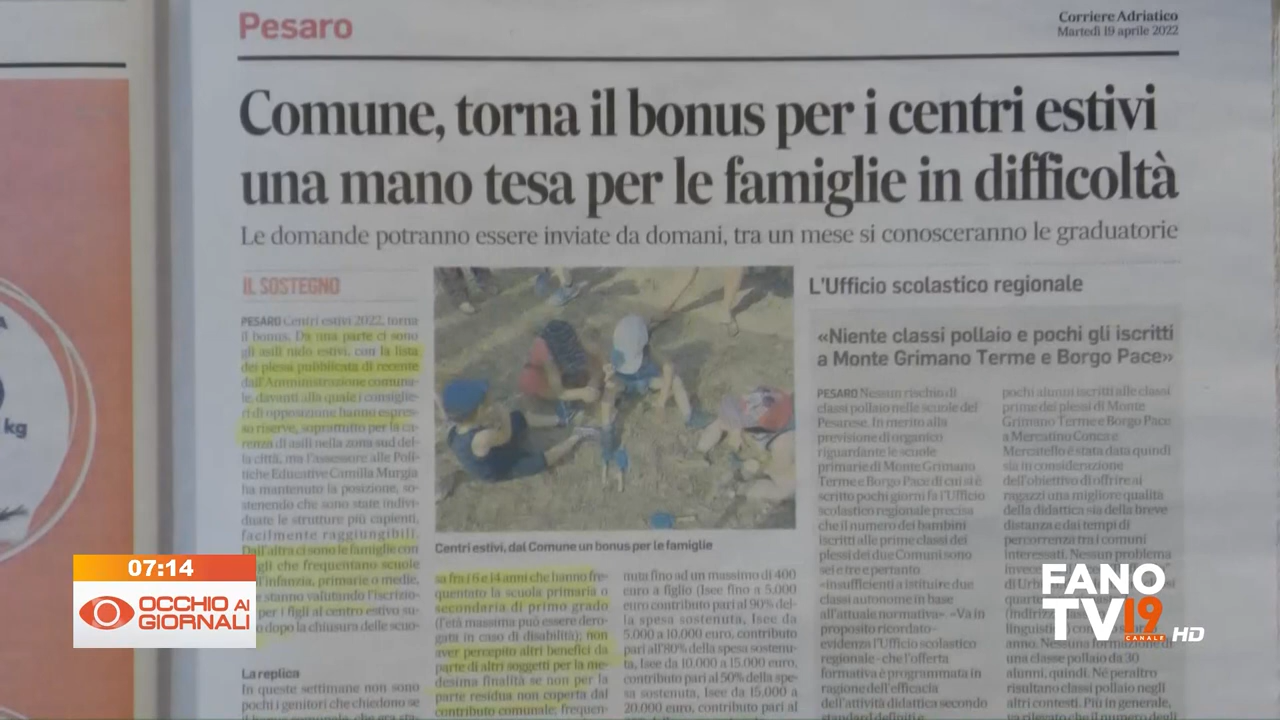 Pesaro
Corriere Adriatico
Martedì 19 aprile 2022
Comune, torna il bonus per i centri estivi
una mano tesa per le famiglie in difficoltà
Le domande potranno essere inviate da domani, tra un mese si conosceranno le graduatorie
IL SOSTEGNO
PESARO Centri estivi 2022, torna
il bonus. Da una parte ci sono
gli asili nido estivi, con la lista
dei plessi pubblicata di recente
dall'Amministrazione comuna-
le, davanti alla quale i consiglie-
ri di opposizione hanno espres-
so riserve, soprattutto per la ca-
renza di asili nella zona sud del-
la città, ma l'assessore alle Poli-
tiche Educative Camilla Murgia
ha mantenuto la posizione, so-
stenendo che sono state indivi-
duate le strutture più capienti,
facilmente raggiungibili.
Dall'altra ci sono le famiglie con
gli che frequentano scuole
infanzia, primarie o medie,
stanno valutando l'iscrizio-
per i figli al centro estivo su-
dopo la chiusura delle scuo-
La replica
In queste settimane non sono
pochi i genitori che chiedono se
Centri estivi, dal Comune un bonus per le famiglie
sa fra i 6 e 14 anni che hanno fre-
quentato la scuola primaria o
secondaria di primo grado
(l'età massima può essere dero-
gata in caso di disabilità); non
aver percepito altri benefici da
parte di altri soggetti per la me-
desima finalità se non per la
parte residua non coperta dal
contributo comunale, frequen-
nuta fino ad un massimo di 400
euro a figlio (Isee fino a 5.000
euro contributo pari al 90% del-
la spesa sostenuta, Isee da
5.000 a 10.000 euro, contributo
pari all'80% della spesa sostenu-
ta, Isee da 10.000 a 15.000 euro,
contributo pari al 50% della spe-
sa sostenuta, Isee da 15.000 a
20.000 euro, contributo pari al
L'Ufficio scolastico regionale
«Niente classi pollaio e pochi gli iscritti
a Monte Grimano Terme e Borgo Pace»
PESARO Nessun rischio di
classi pollaio nelle scuole del
Pesarese. In merito alla
previsione di organico
riguardante le scuole
primarie di Monte Grimano
Terme e Borgo Pace di cui si è
scritto pochi giorni fa l'Ufficio
scolastico regionale precisa
che il numero dei bambini
iscritti alle prime classi dei
plessi dei due Comuni sono
sei e tre e pertanto
«insufficienti a istituire due
classi autonome in base
all'attuale normativa». «Va in
proposito ricordato -
evidenza l'Ufficio scolastico
regionale - che l'offerta
formativa è programmata in
ragione dell'efficacia
dell'attività didattica secondo
standard definiti e
pochi alunni iscritti alle classi
prime dei plessi di Monte
Grimano Terme e Borgo Pace
a Mercatino Conca e
Mercatello è stata data quindi
sia in considerazione
dell'obiettivo di offrire ai
ragazzi una migliore qualità
della didattica sia della breve
distanza e dai tempi di
percorrenza tra i comuni
interessati. Nessun problema
invece
di Urbi
quart
(indiriz
linguisti
anno. Nessuna formazione di
una classe pollaio da 30
alunni, quindi. Né peraltro
risultano classi pollaio negli
altri contesti. Più in generale,
va rilevato che il numero degli
kg
07:14
OCCHIO AI
GIORNALI
FANO
TV19
CANALE
HD